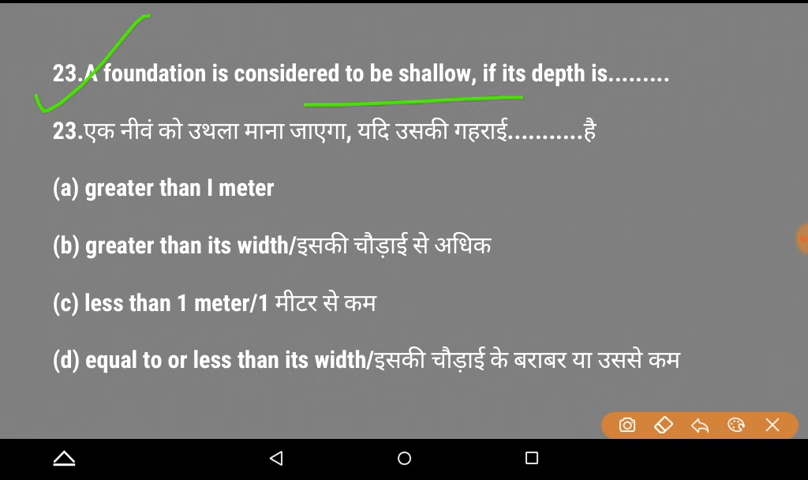 23.A foundation is considered to be shallow, if its depth is.........
23.एक नीवं को उथला माना जाएगा, यदि उसकी गहराई...........है
(a) greater than I meter
(b) greater than its width/इसकी चौड़ाई से अधिक
(c) less than 1 meter/1 मीटर से कम
(d) equal to or less than its width/इसकी चौड़ाई के बराबर या उससे कम